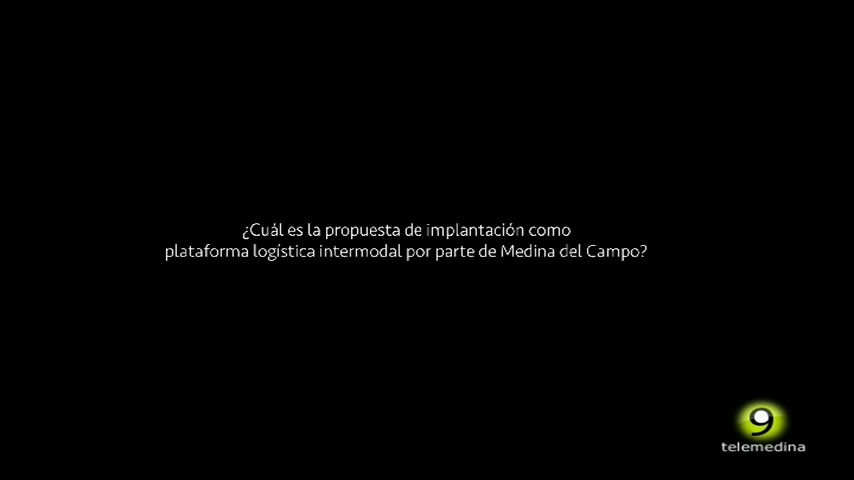 ¿Cuál es la propuesta de implantación como
plataforma logística intermodal por parte de Medina del Campo?
9
telemedina